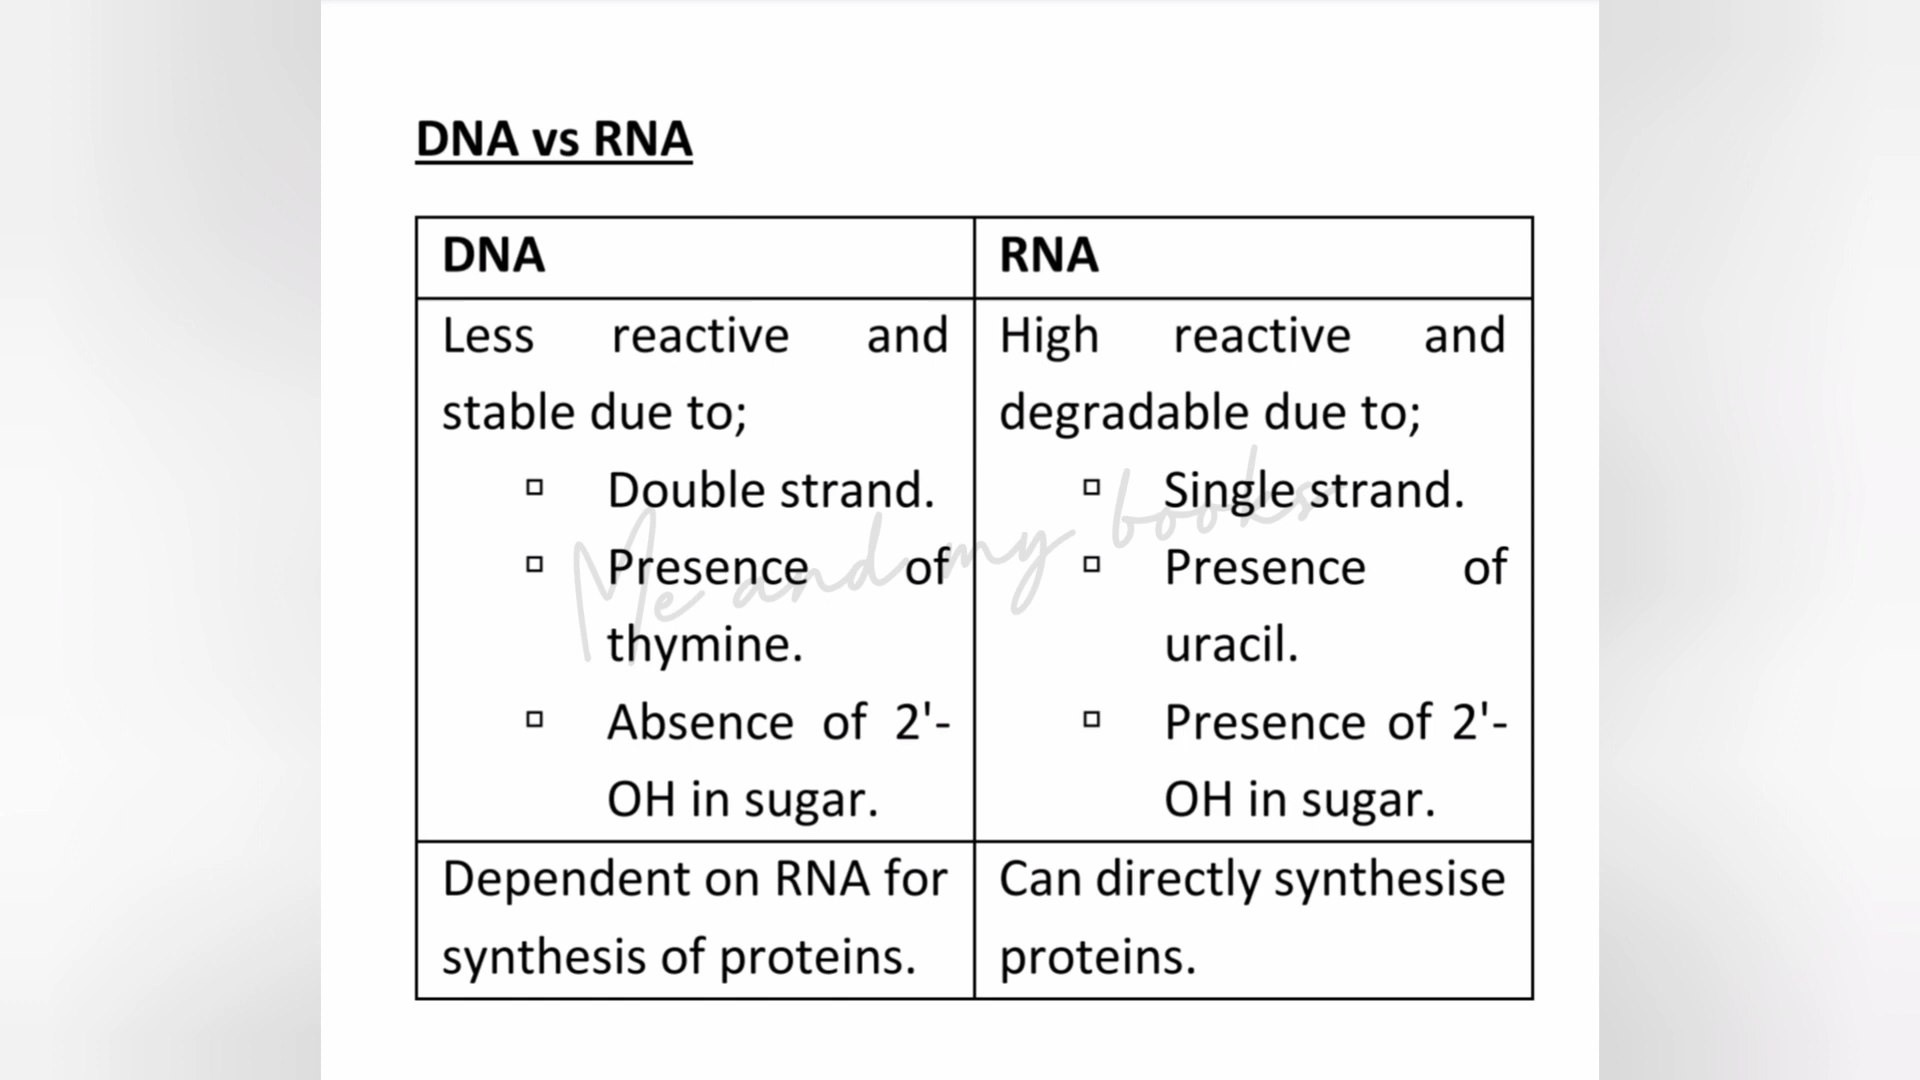 DNA vs RNA
DNA
Less reactive and
stable due to;
▫ Double strand.
▫ Presence of
thymine.
▫ Absence of 2'-
OH in sugar.
RNA
High reactive and
degradable due to;
▫ Single strand.
▫ Presence of
uracil.
▫ Presence of 2'-
OH in sugar.
Dependent on RNA for
synthesis of proteins.
Can directly synthesise
proteins.
Me and my books